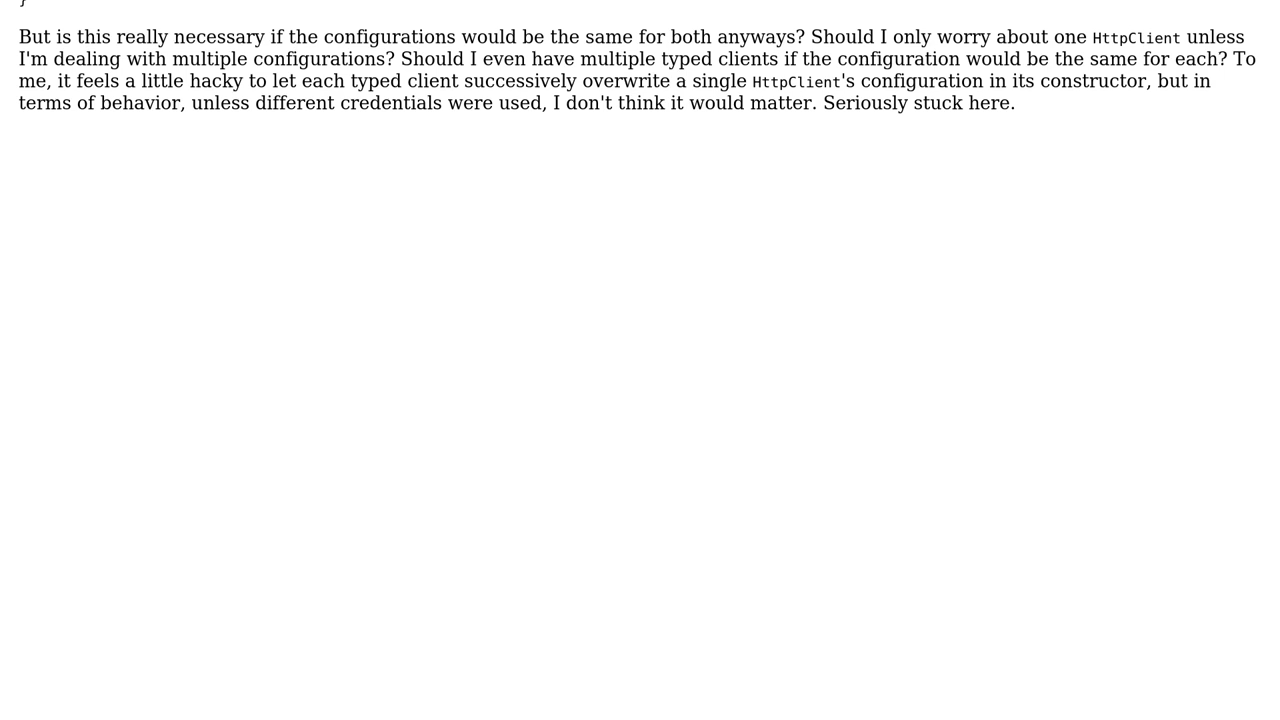 }
But is this really necessary if the configurations would be the same for both anyways? Should I only worry about one HttpClient unless
I'm dealing with multiple configurations? Should I even have multiple typed clients if the configuration would be the same for each? To
me, it feels a little hacky to let each typed client successively overwrite a single HttpClient's configuration in its constructor, but in
terms of behavior, unless different credentials were used, I don't think it would matter. Seriously stuck here.